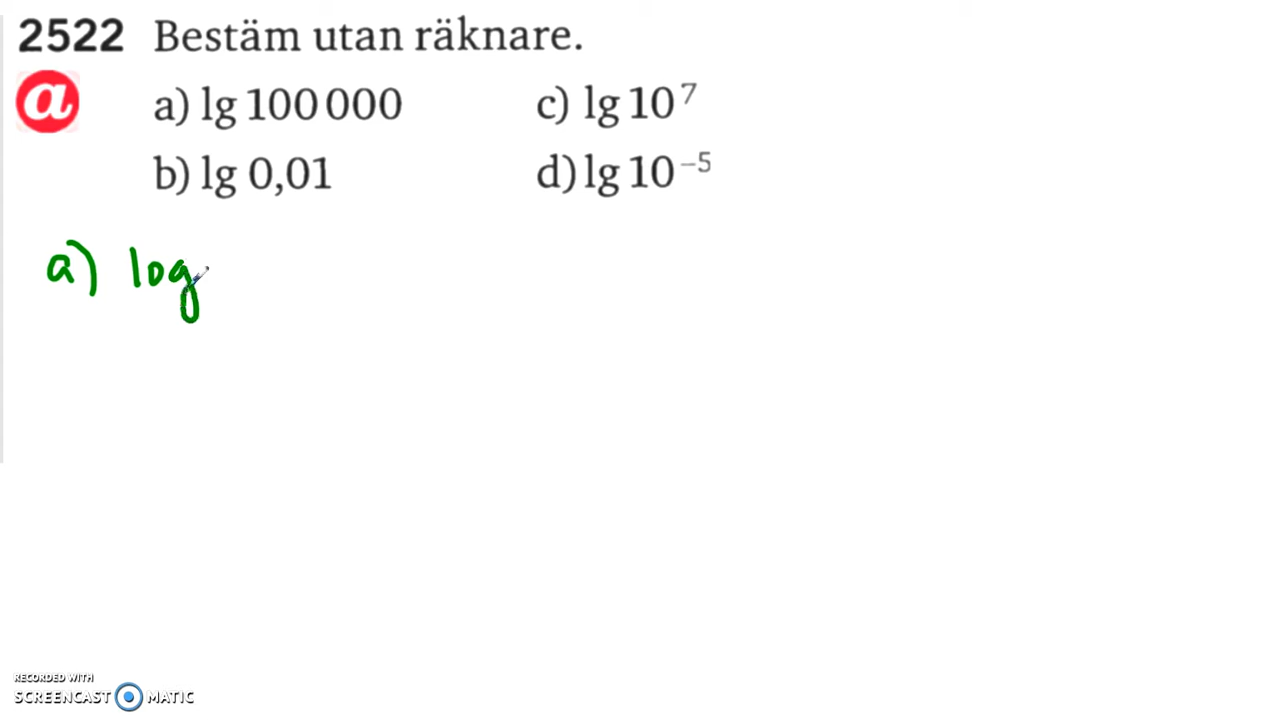 2522 Bestäm utan räknare.
a
a) lg 100 000
c) lg 10⁷
b) lg 0,01
d) lg 10⁻⁵
a) log
RECORDED WITH
SCREENCAST MATIC